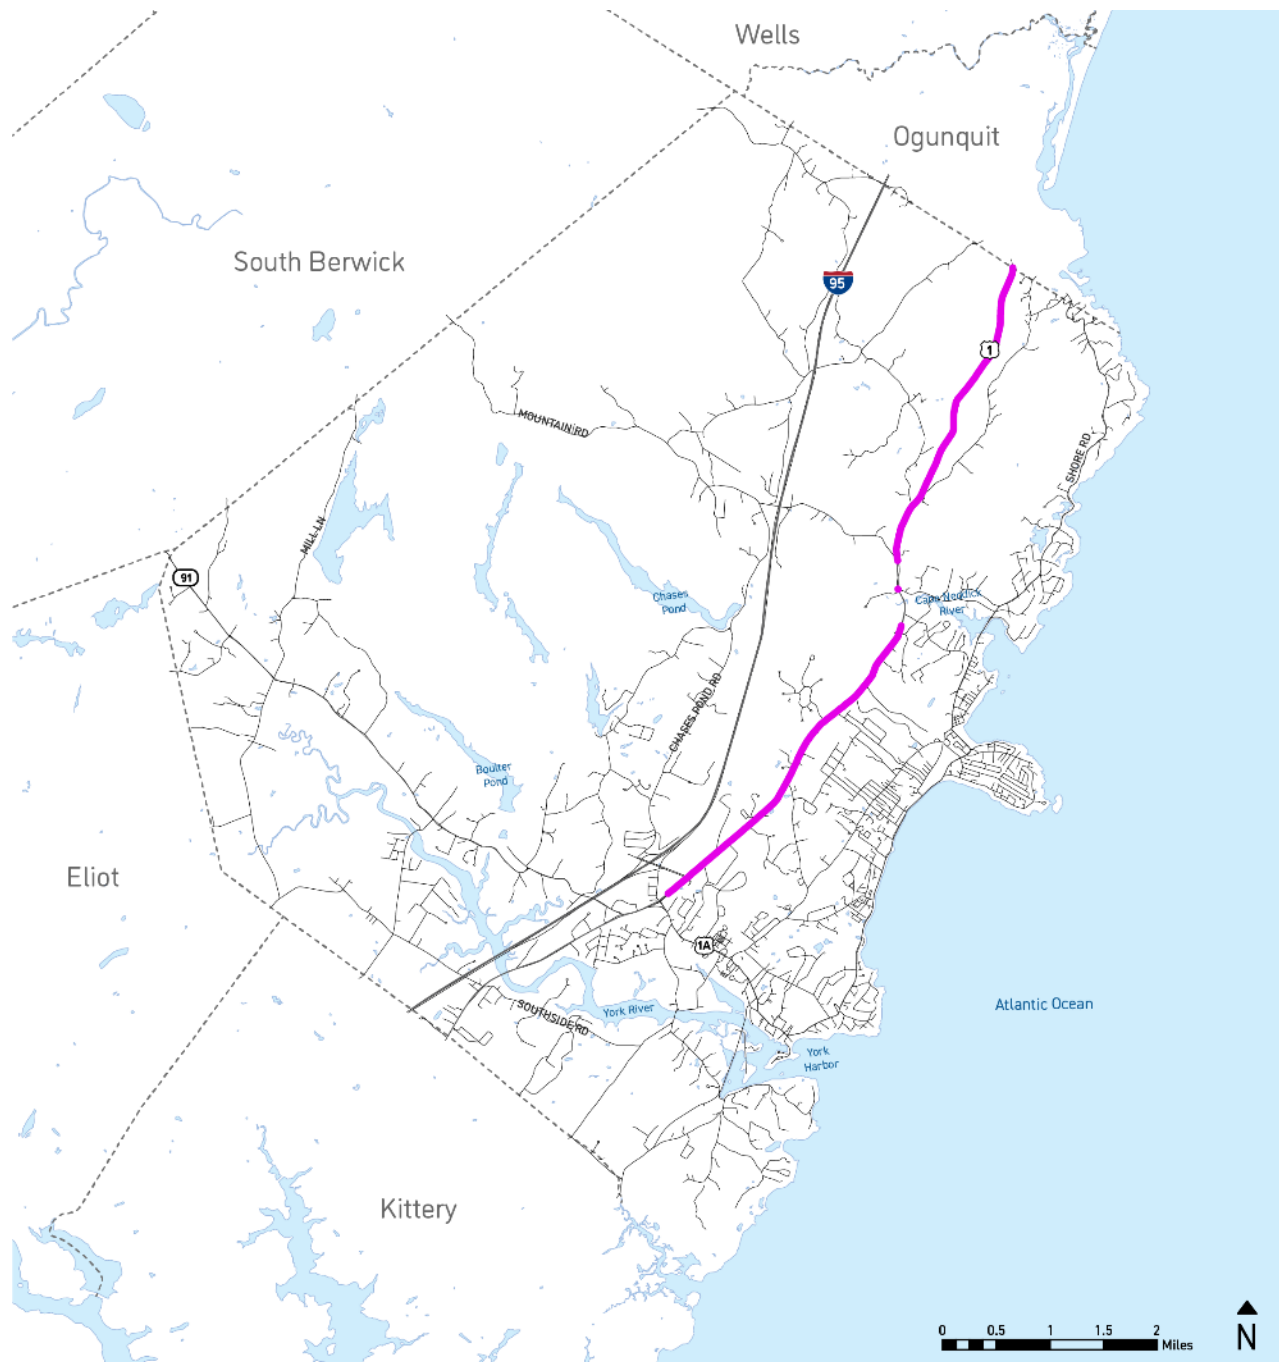 Wells
Ogunquit
South Berwick
95
1
MOUNTAIN RD
SHORE RD
MILL LN
91
Chases
Pond
Cape Neddick
River
CHASES POND RD
Boulter
Pond
Eliot
1A
York River
SOUTHSIDE RD
Atlantic Ocean
York
Harbor
Kittery
0 0.5 1 1.5 2
Miles
N